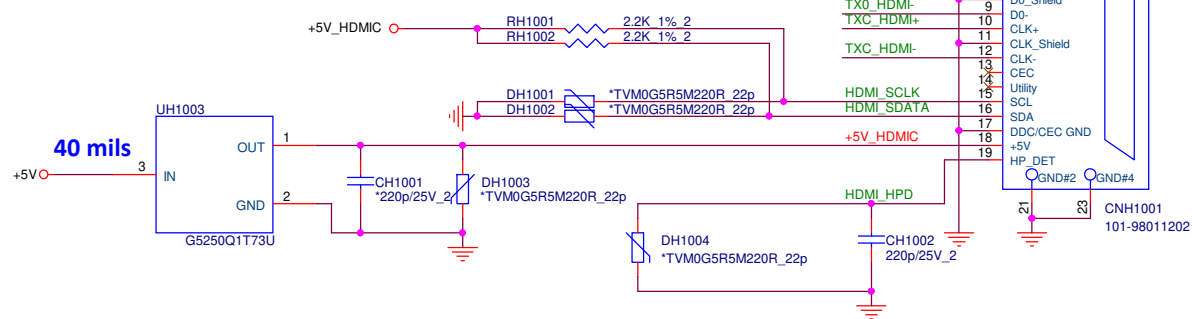 D0_Shield
TX0_HDMI-
9
D0-
+5V_HDMIC
RH1001
2.2K_1%_2
TXC_HDMI+
10
CLK+
RH1002
2.2K_1%_2
11
CLK_Shield
TXC_HDMI-
12
CLK-
13
CEC
14
Utility
DH1001
*TVM0G5R5M220R_22p
HDMI_SCLK
15
SCL
DH1002
*TVM0G5R5M220R_22p
HDMI_SDATA
16
SDA
UH1003
17
DDC/CEC GND
+5V_HDMIC
18
+5V
40 mils
OUT
1
19
HP_DET
+5V
3
IN
GND#2
GND#4
CH1001
*220p/25V_2
DH1003
*TVM0G5R5M220R_22p
GND
2
HDMI_HPD
21
23
CNH1001
101-98011202
G5250Q1T73U
DH1004
*TVM0G5R5M220R_22p
CH1002
220p/25V_2